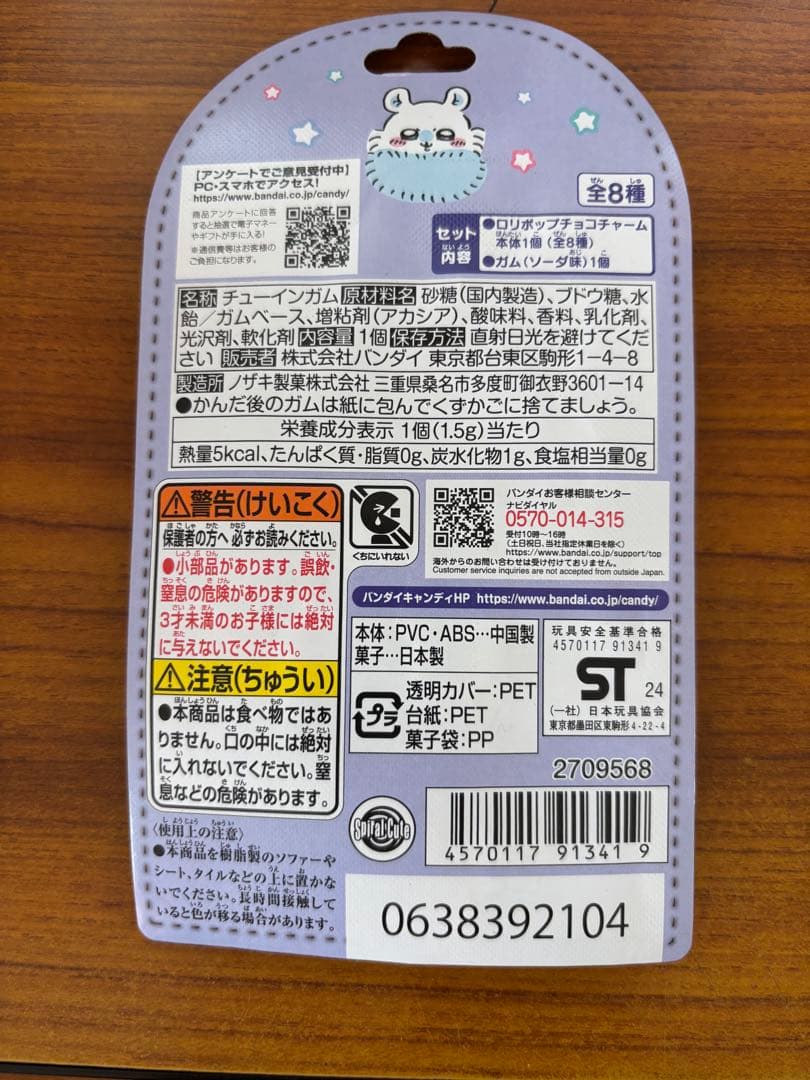 【アンケートでご意見受付中】
PC・スマホでアクセス!
https://www.bandai.co.jp/candy/
商品アンケートに回答
すると抽選で電子マネー
やギフトが手に入る!
※通信費等はお客様の
ご負担になります。
全8種
セット内容
●ロリポップチョコチャーム
本体1個(全8種)
●ガム(ソーダ味)1個
名称 チューインガム 原材料名 砂糖(国内製造)、ブドウ糖、水
飴/ガムベース、増粘剤(アカシア)、酸味料、香料、乳化剤、
光沢剤、軟化剤 内容量 1個 保存方法 直射日光を避けてくだ
さい 販売者 株式会社バンダイ 東京都台東区駒形1-4-8
製造所 ノザキ製菓株式会社 三重県桑名市多度町御衣野3601-14
●かんだ後のガムは紙に包んでくずかごに捨てましょう。
栄養成分表示 1個(1.5g)当たり
熱量5kcal、たんぱく質・脂質0g、炭水化物1g、食塩相当量0g
警告(けいこく)
保護者の方へ 必ずお読みください。
●小部品があります。誤飲・
窒息の危険がありますので、
3才未満のお子様には絶対
に与えないでください。
くちにいれない
注意(ちゅうい)
●本商品は食べ物ではあ
りません。口の中には絶対
に入れないでください。窒
息などの危険があります。
〈使用上の注意〉
●本商品を樹脂製のソファーや
シート、タイルなどの上に置かな
いでください。長時間接触して
いると色が移る場合があります。
バンダイお客様相談センター
ナビダイヤル
0570-014-315
受付10時〜16時
(土日祝日、当社指定休業日を除く)
https://www.bandai.co.jp/support/top
海外からのお問い合わせは受け付けておりません。
Customer service inquiries are not accepted from outside Japan.
バンダイキャンディHP https://www.bandai.co.jp/candy/
本体:PVC・ABS…中国製
菓子…日本製
プラ
透明カバー:PET
台紙:PET
菓子袋:PP
玩具安全基準合格
4570117 91341 9
ST 24
(一社)日本玩具協会
東京都墨田区東駒形4-22-4
2709568
Spiral Cute
4570117 91341 9
0638392104